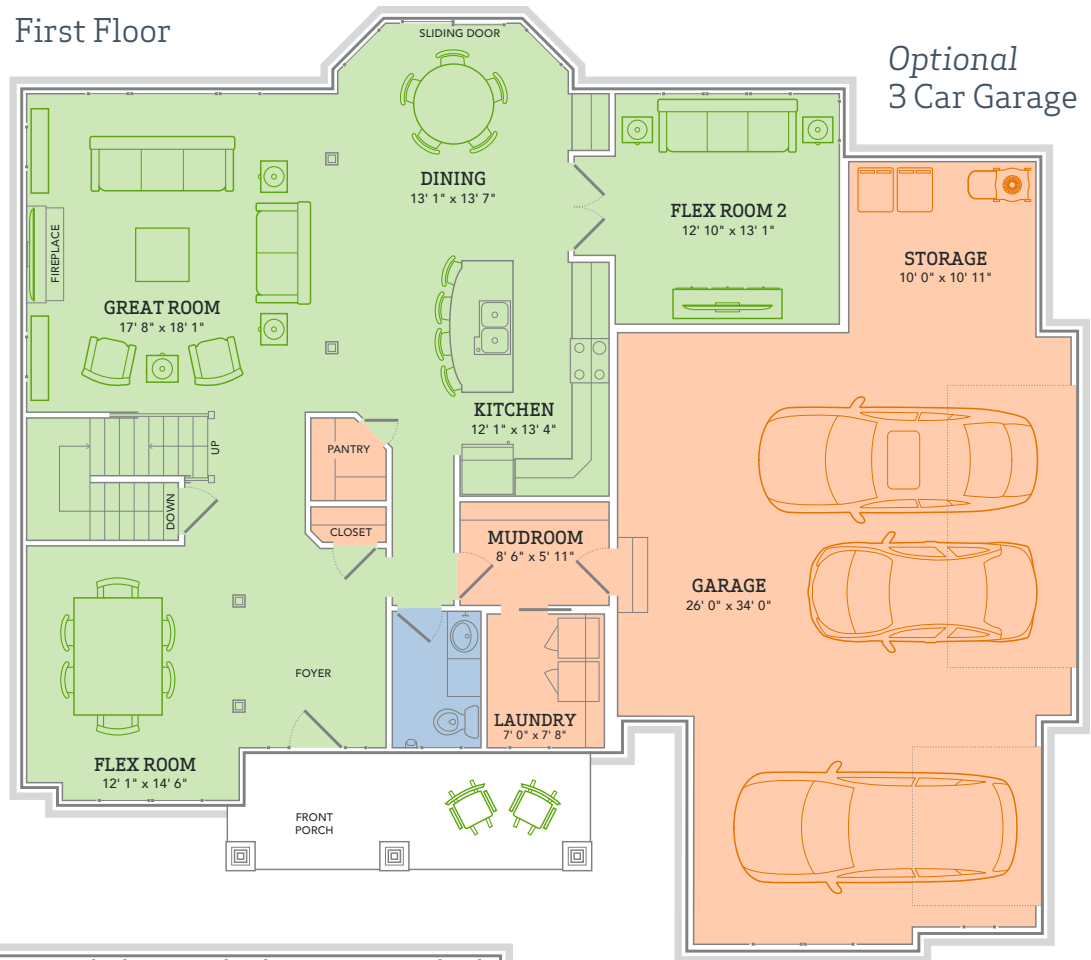 First Floor
Optional
3 Car Garage
SLIDING DOOR
DINING
13' 1" x 13' 7"
FLEX ROOM 2
12' 10" x 13' 1"
STORAGE
10' 0" x 10' 11"
FIREPLACE
GREAT ROOM
17' 8" x 18' 1"
KITCHEN
12' 1" x 13' 4"
UP
PANTRY
DOWN
CLOSET
MUDROOM
8' 6" x 5' 11"
GARAGE
26' 0" x 34' 0"
FOYER
LAUNDRY
7' 0" x 7' 8"
FLEX ROOM
12' 1" x 14' 6"
FRONT
PORCH